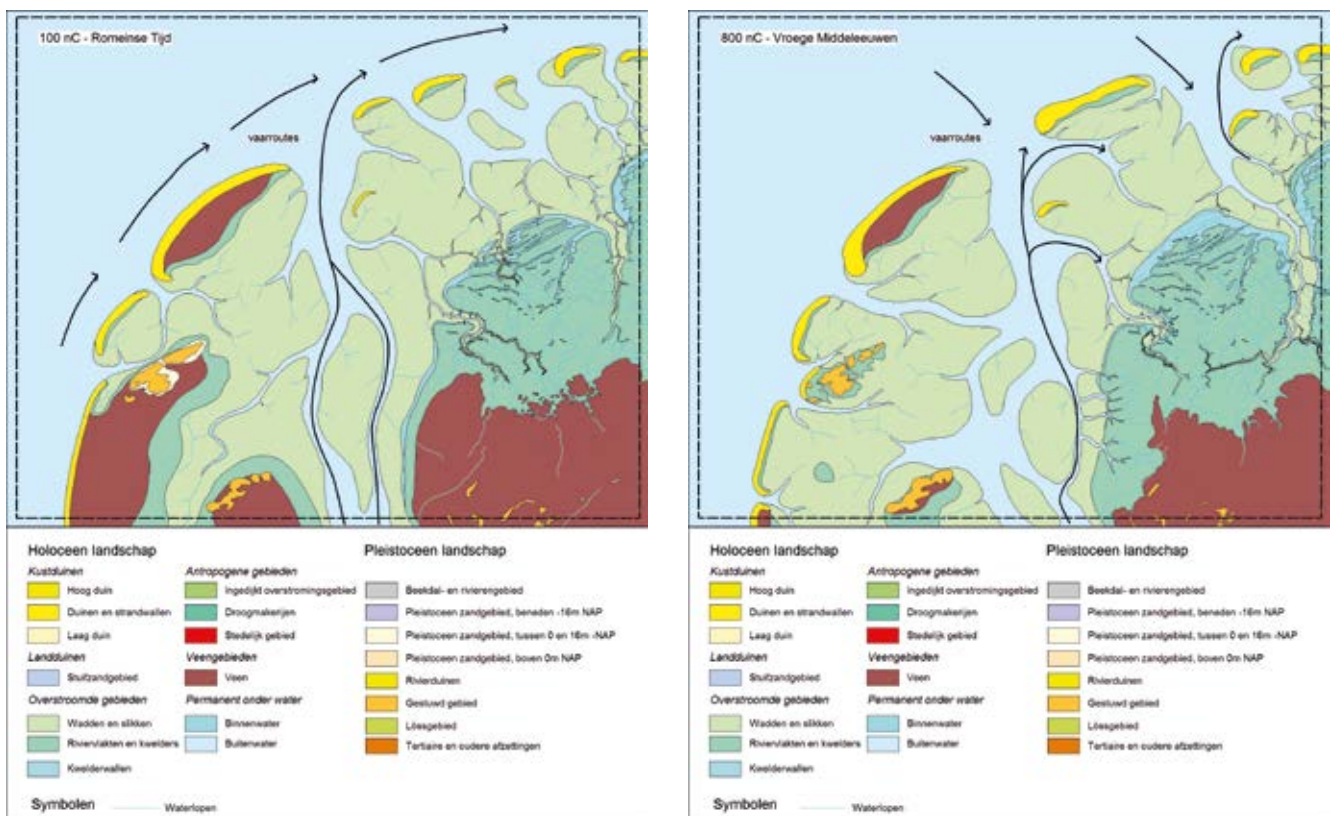 100 nC - Romeinse Tijd
vaarroutes
Holoceen landschap
Kustduinen
Hoog duin
Duinen en strandwallen
Laag duin
Landduinen
Stuifzandgebied
Overstroomde gebieden
Wadden en slikken
Riviervlakten en kwelders
Kwelderwallen
Antropogene gebieden
Ingedijkt overstromingsgebied
Droogmakerijen
Stedelijk gebied
Veengebieden
Veen
Permanent onder water
Binnenwater
Buitenwater
Pleistoceen landschap
Beekdal- en rivierengebied
Pleistoceen zandgebied, beneden -16m NAP
Pleistoceen zandgebied, tussen 0 en 16m -NAP
Pleistoceen zandgebied, boven 0m NAP
Rivierduinen
Gestuwd gebied
Lössgebied
Tertiaire en oudere afzettingen
Symbolen
Waterlopen
800 nC - Vroege Middeleeuwen
vaarroutes
Holoceen landschap
Kustduinen
Hoog duin
Duinen en strandwallen
Laag duin
Landduinen
Stuifzandgebied
Overstroomde gebieden
Wadden en slikken
Riviervlakten en kwelders
Kwelderwallen
Antropogene gebieden
Ingedijkt overstromingsgebied
Droogmakerijen
Stedelijk gebied
Veengebieden
Veen
Permanent onder water
Binnenwater
Buitenwater
Pleistoceen landschap
Beekdal- en rivierengebied
Pleistoceen zandgebied, beneden -16m NAP
Pleistoceen zandgebied, tussen 0 en 16m -NAP
Pleistoceen zandgebied, boven 0m NAP
Rivierduinen
Gestuwd gebied
Lössgebied
Tertiaire en oudere afzettingen
Symbolen
Waterlopen